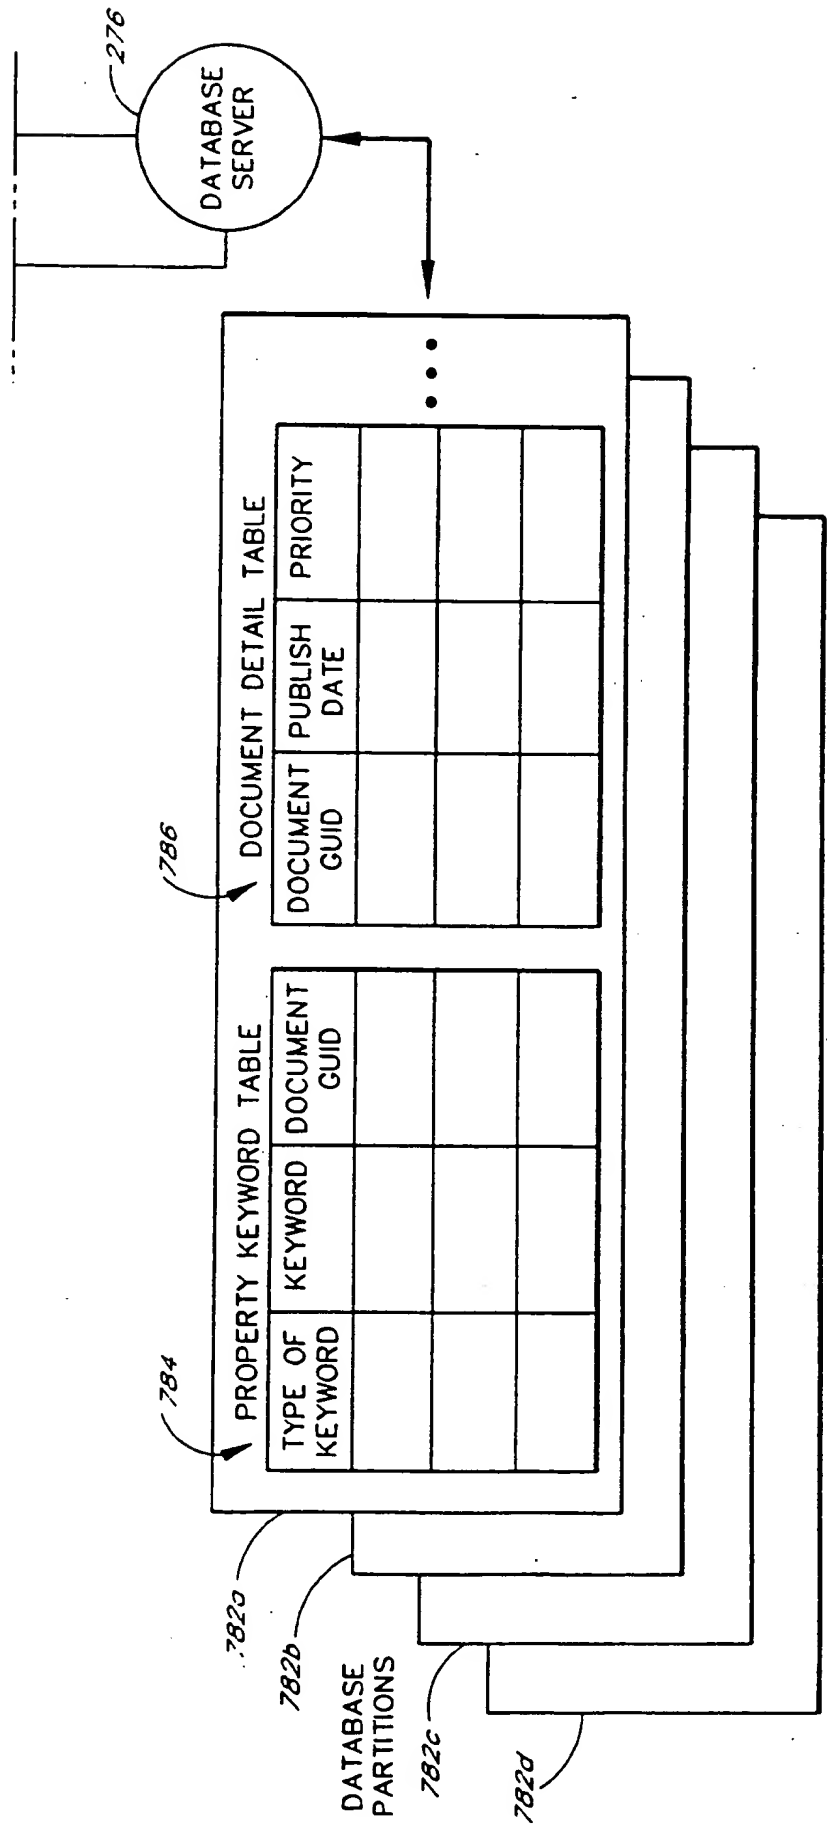 276
DATABASE
SERVER
784
PROPERTY KEYWORD TABLE
TYPE OF
KEYWORD
KEYWORD
DOCUMENT
GUID
786
DOCUMENT DETAIL TABLE
DOCUMENT
GUID
PUBLISH
DATE
PRIORITY
• • •
782a
782b
DATABASE
PARTITIONS
782c
782d